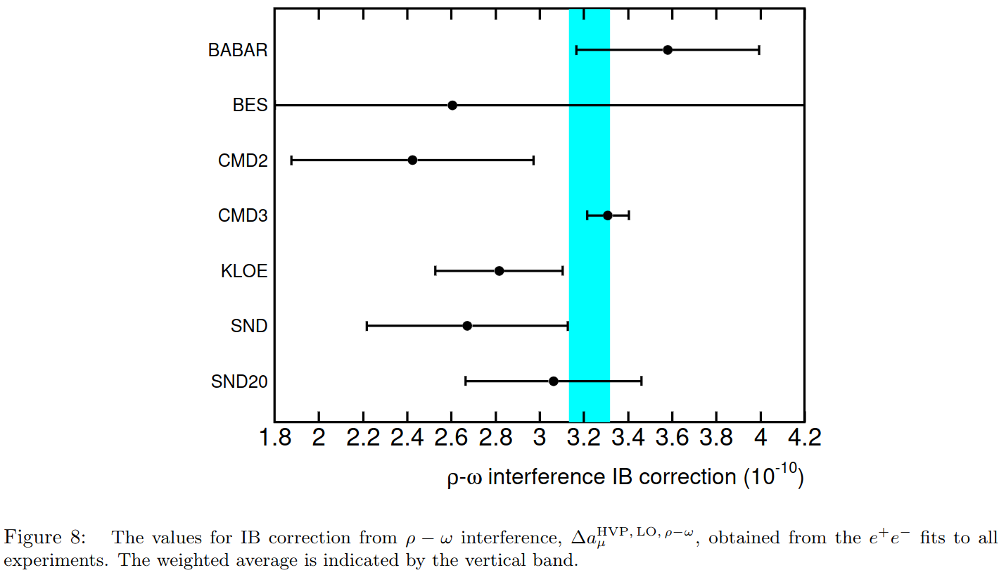 BABAR
BES
CMD2
CMD3
KLOE
SND
SND20
1.8 2 2.2 2.4 2.6 2.8 3 3.2 3.4 3.6 3.8 4 4.2
ρ-ω interference IB correction (10⁻¹⁰)
Figure 8: The values for IB correction from ρ − ω interference, Δa_μ^{HVP, LO, ρ−ω}, obtained from the e⁺e⁻ fits to all
experiments. The weighted average is indicated by the vertical band.